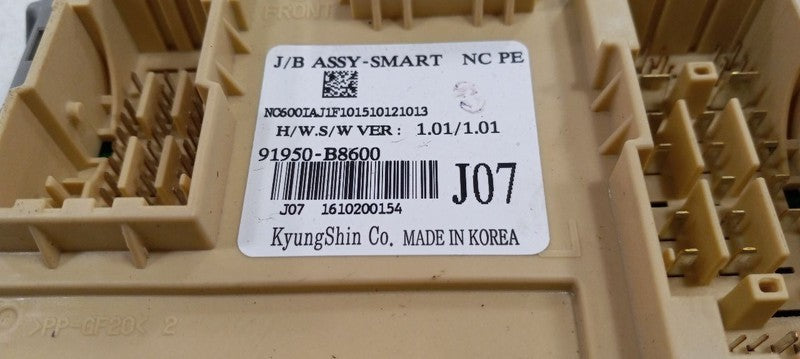 FRONT
J/B ASSY-SMART NC PE
NC600IAJ1F101510121013
H/W.S/W VER : 1.01/1.01
91950-B8600
J07
J07 1610200154
KyungShin Co. MADE IN KOREA
>PP-GF20< 2